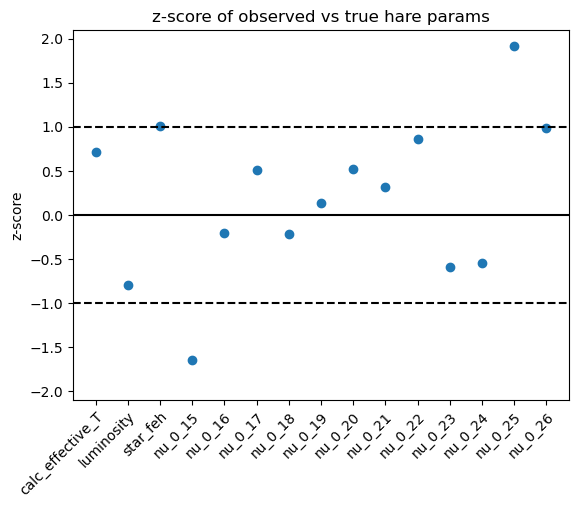 z-score of observed vs true hare params
z-score
2.0
1.5
1.0
0.5
0.0
−0.5
−1.0
−1.5
−2.0
calc_effective_T
luminosity
star_feh
nu_0_15
nu_0_16
nu_0_17
nu_0_18
nu_0_19
nu_0_20
nu_0_21
nu_0_22
nu_0_23
nu_0_24
nu_0_25
nu_0_26